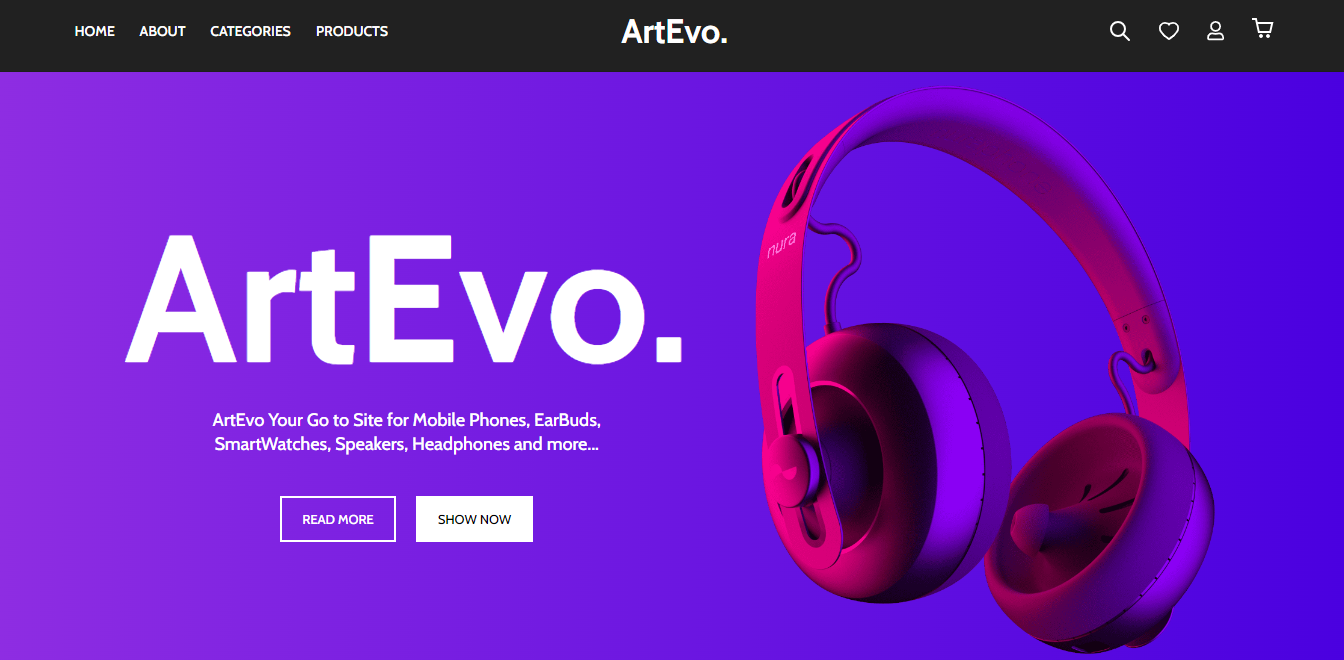 HOME ABOUT CATEGORIES PRODUCTS ArtEvo.
ArtEvo.
ArtEvo Your Go to Site for Mobile Phones, EarBuds,
SmartWatches, Speakers, Headphones and more...
READ MORE SHOW NOW
nura